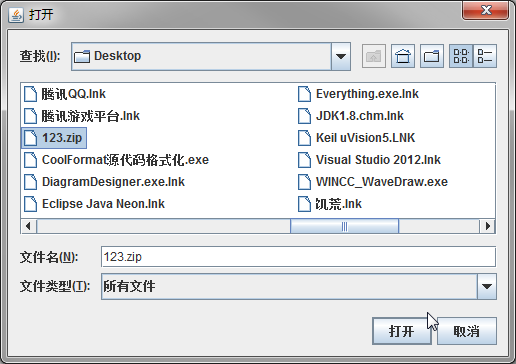 打开
查找(I): Desktop
腾讯QQ.lnk
腾讯游戏平台.lnk
123.zip
CoolFormat源代码格式化.exe
DiagramDesigner.exe.lnk
Eclipse Java Neon.lnk
Everything.exe.lnk
JDK1.8.chm.lnk
Keil uVision5.LNK
Visual Studio 2012.lnk
WINCC_WaveDraw.exe
饥荒.lnk
文件名(N): 123.zip
文件类型(T): 所有文件
打开 取消